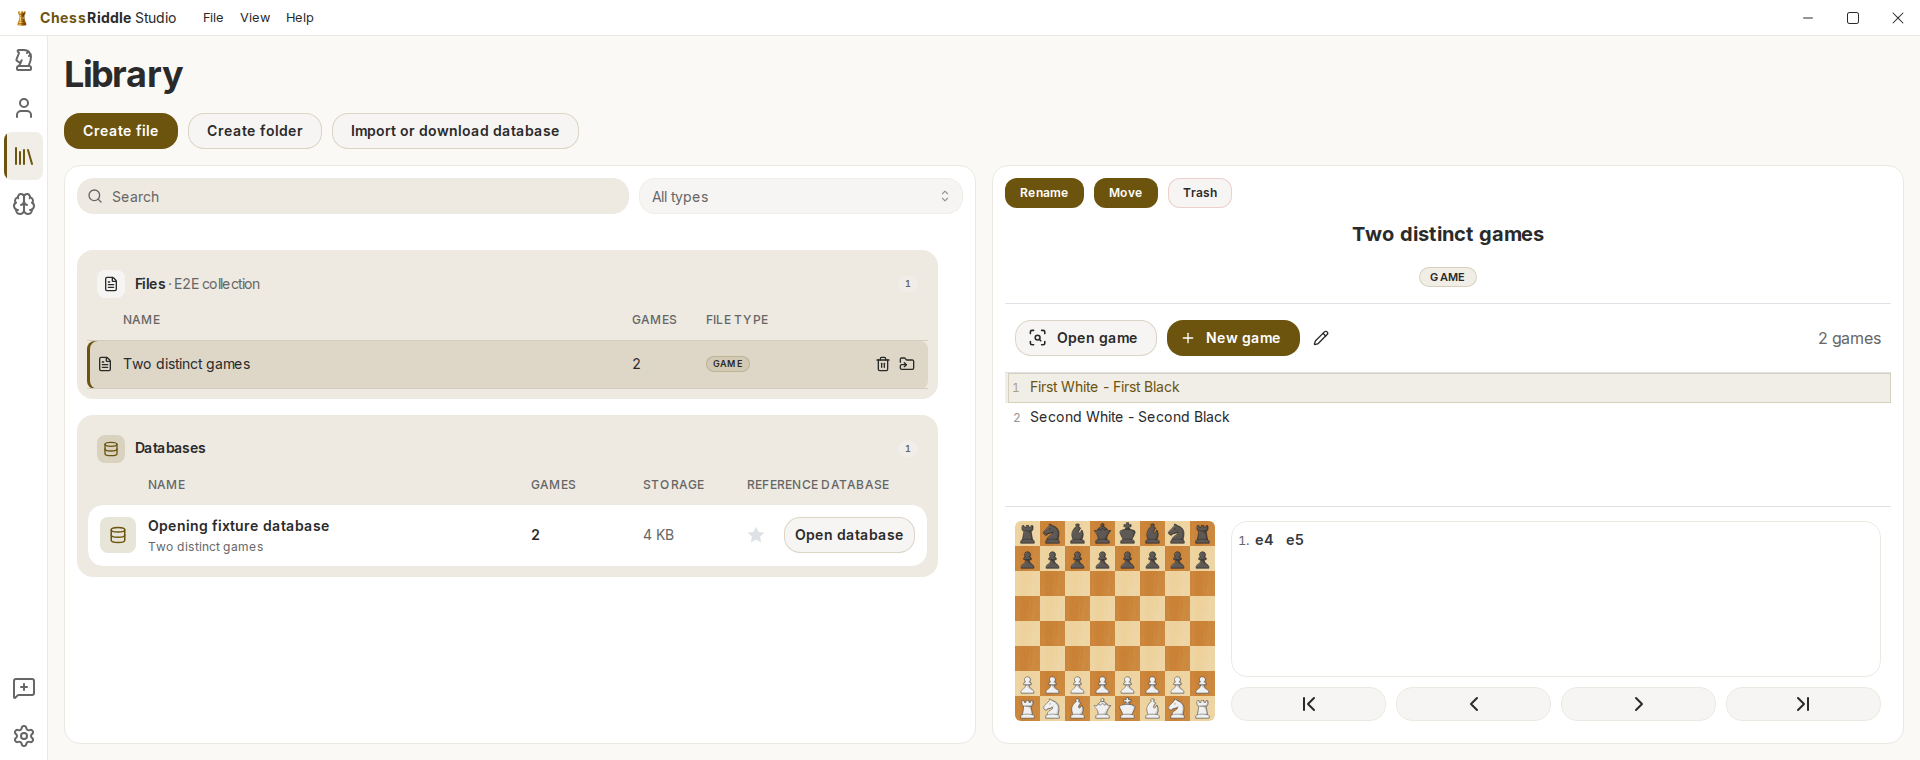 ChessRiddle Studio File View Help
Library
Create file Create folder Import or download database
Search All types
Files · E2E collection 1
NAME GAMES FILE TYPE
Two distinct games 2 GAME
Databases 1
NAME GAMES STORAGE REFERENCE DATABASE
Opening fixture database 2 4 KB Open database
Two distinct games
Rename Move Trash
Two distinct games
GAME
Open game New game 2 games
1 First White - First Black
2 Second White - Second Black
1. e4 e5